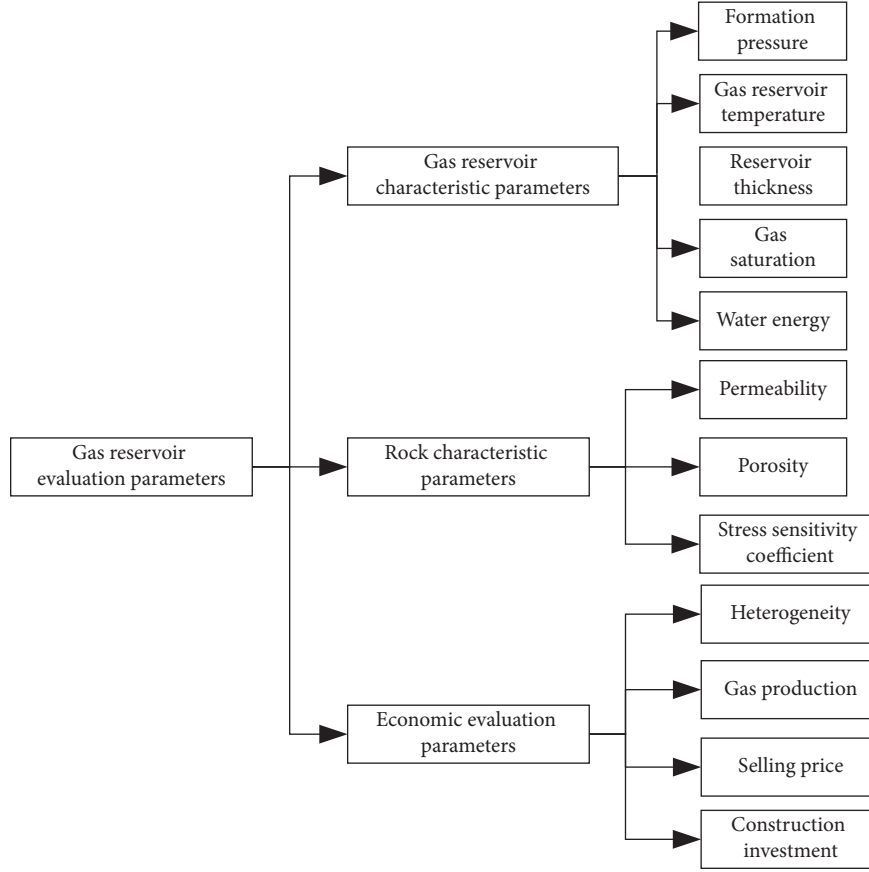 Gas reservoir
evaluation parameters
Gas reservoir
characteristic parameters
Formation
pressure
Gas reservoir
temperature
Reservoir
thickness
Gas
saturation
Water energy
Rock characteristic
parameters
Permeability
Porosity
Stress sensitivity
coefficient
Economic evaluation
parameters
Heterogeneity
Gas production
Selling price
Construction
investment